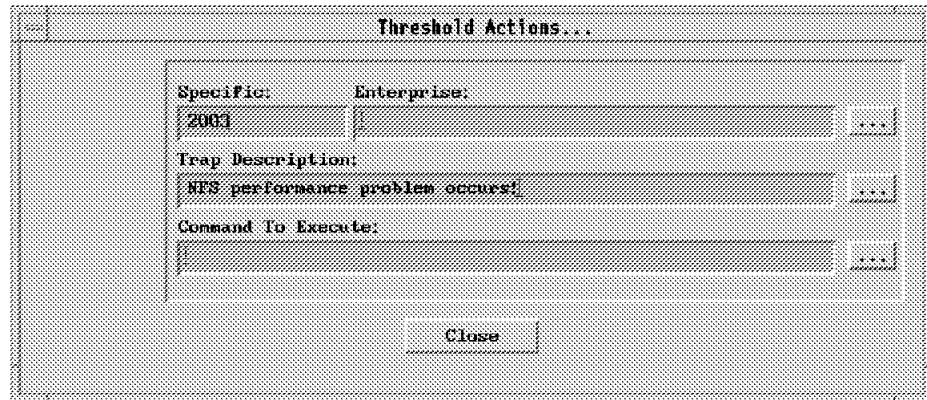 Threshold Actions...
Specific: Enterprise:
2003 ...
Trap Description:
NFS performance problem occurs! ...
Command To Execute:
...
Close